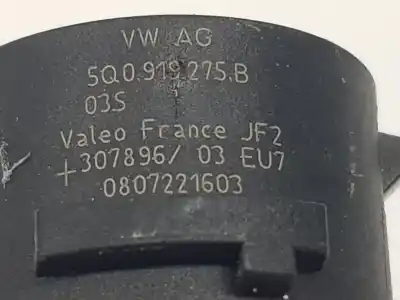 VW AG
5Q0.919.275.B
03S
Valeo France JF2
+307896/ 03 EU7
0807221603